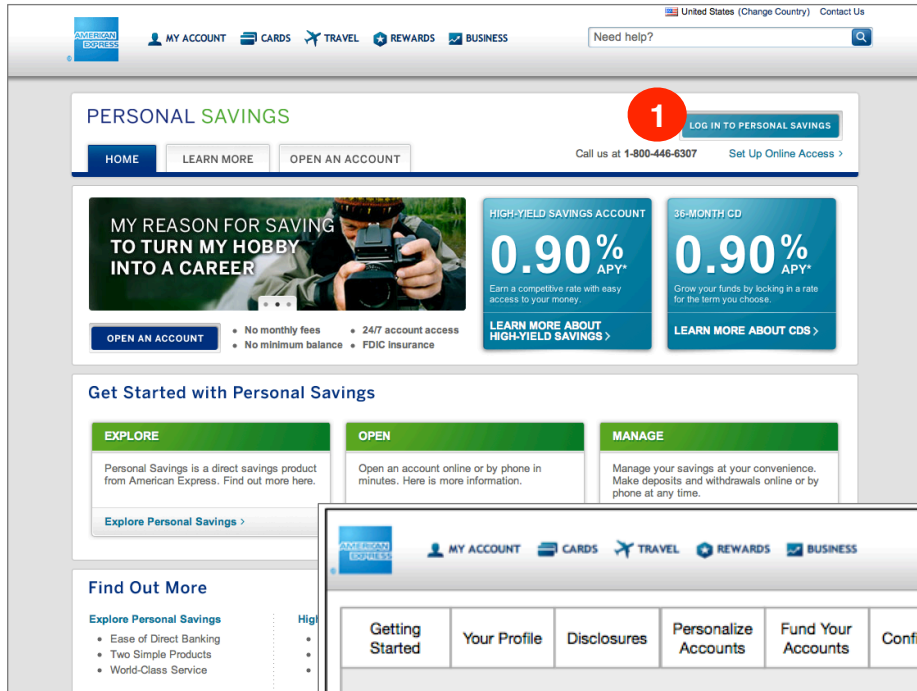 United States (Change Country) Contact Us
AMERICAN EXPRESS
MY ACCOUNT CARDS TRAVEL REWARDS BUSINESS
Need help?
PERSONAL SAVINGS
1
LOG IN TO PERSONAL SAVINGS
HOME LEARN MORE OPEN AN ACCOUNT
Call us at 1-800-446-6307 Set Up Online Access >
MY REASON FOR SAVING
TO TURN MY HOBBY
INTO A CAREER
OPEN AN ACCOUNT
• No monthly fees • 24/7 account access
• No minimum balance • FDIC Insurance
HIGH-YIELD SAVINGS ACCOUNT
0.90% APY*
Earn a competitive rate with easy
access to your money.
LEARN MORE ABOUT
HIGH-YIELD SAVINGS >
36-MONTH CD
0.90% APY*
Grow your funds by locking in a rate
for the term you choose.
LEARN MORE ABOUT CDS >
Get Started with Personal Savings
EXPLORE
Personal Savings is a direct savings product
from American Express. Find out more here.
Explore Personal Savings >
OPEN
Open an account online or by phone in
minutes. Here is more information.
MANAGE
Manage your savings at your convenience.
Make deposits and withdrawals online or by
phone at any time.
Find Out More
Explore Personal Savings
• Ease of Direct Banking
• Two Simple Products
• World-Class Service
High
AMERICAN EXPRESS
MY ACCOUNT CARDS TRAVEL REWARDS BUSINESS
Getting
Started
Your Profile
Disclosures
Personalize
Accounts
Fund Your
Accounts
Confi